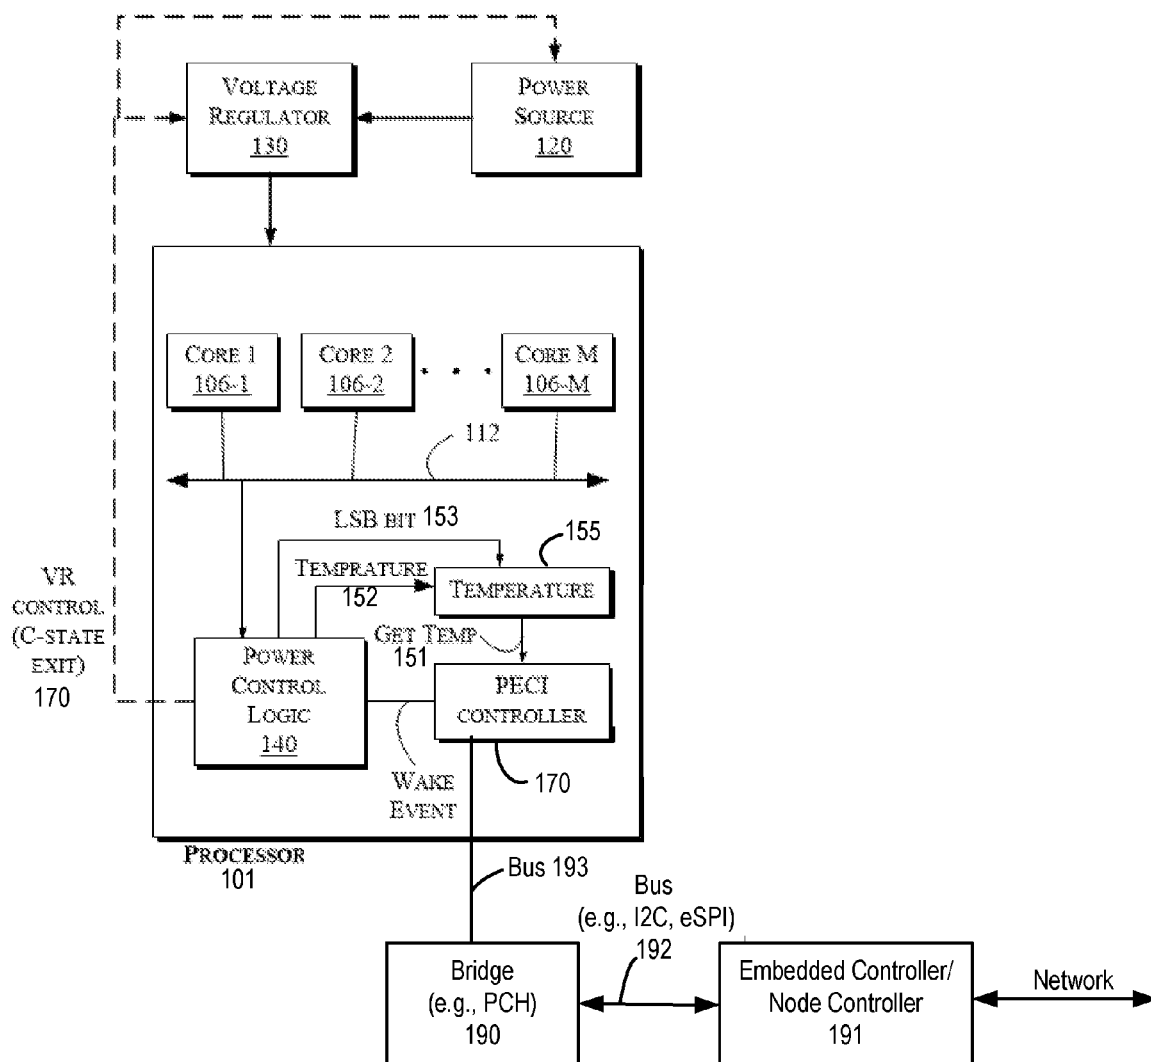 VOLTAGE
REGULATOR
130
POWER
SOURCE
120
CORE 1
106-1
CORE 2
106-2
. . .
CORE M
106-M
112
LSB BIT 153
155
TEMPRATURE
152
TEMPERATURE
VR
CONTROL
(C-STATE
EXIT)
170
GET TEMP
151
POWER
CONTROL
LOGIC
140
PECI
CONTROLLER
170
WAKE
EVENT
PROCESSOR
101
Bus 193
Bus
(e.g., I2C, eSPI)
192
Bridge
(e.g., PCH)
190
Embedded Controller/
Node Controller
191
Network